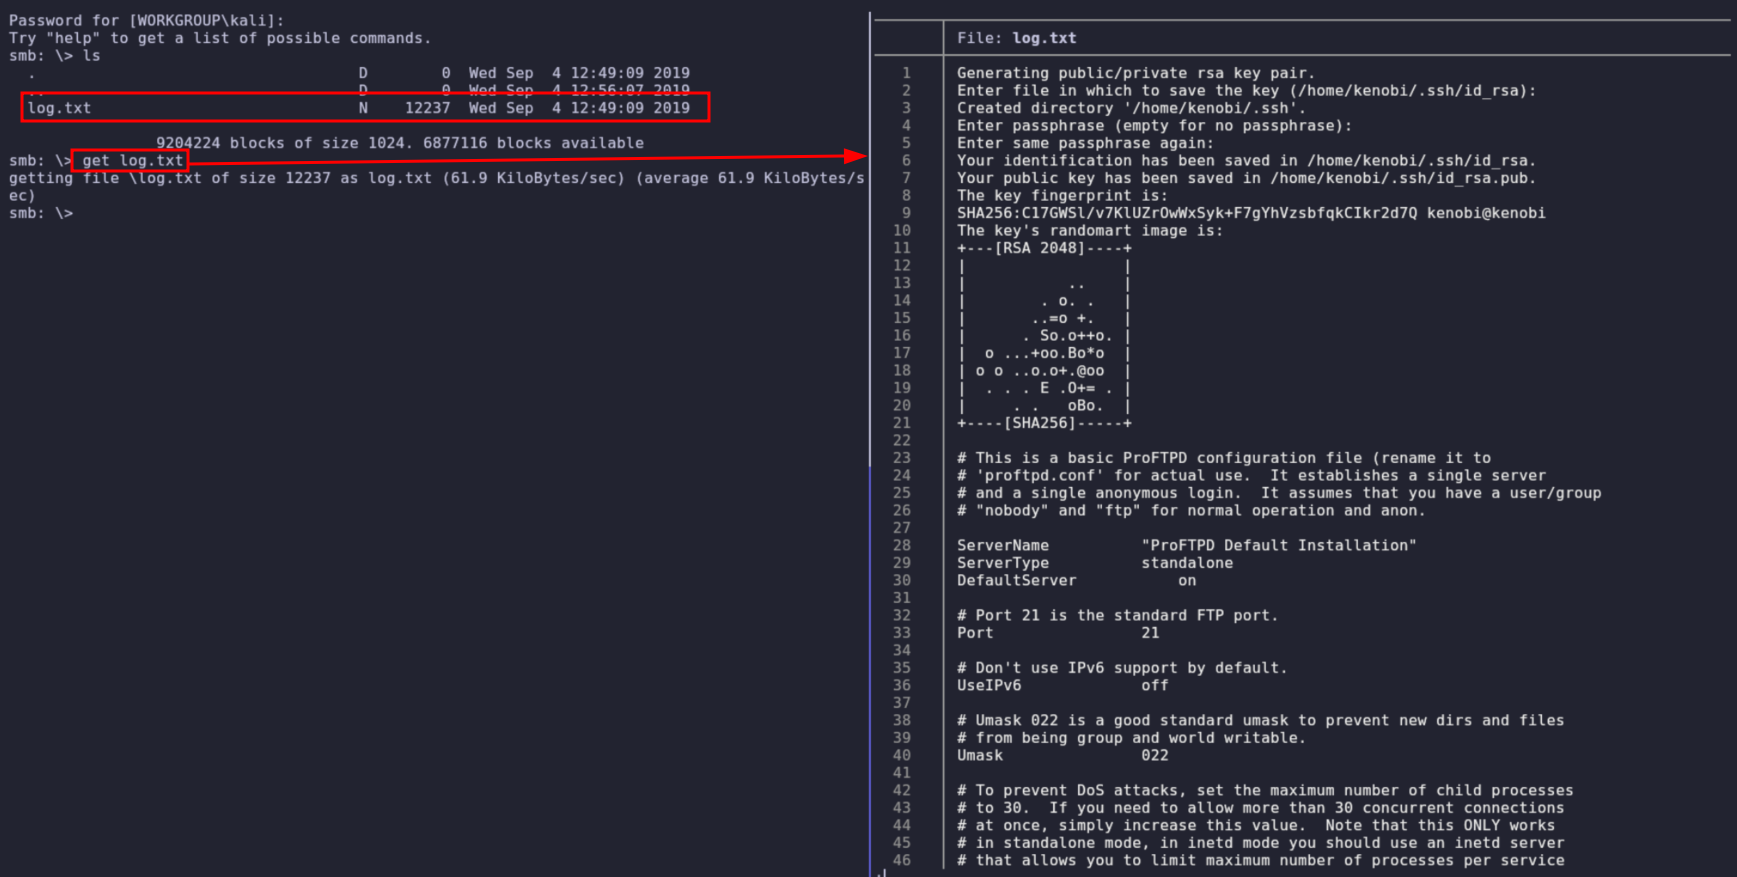 Password for [WORKGROUP\kali]:
Try "help" to get a list of possible commands.
smb: \> ls
  .                                   D        0  Wed Sep  4 12:49:09 2019
  ..                                  D        0  Wed Sep  4 12:56:07 2019
  log.txt                             N    12237  Wed Sep  4 12:49:09 2019

                9204224 blocks of size 1024. 6877116 blocks available
smb: \> get log.txt
getting file \log.txt of size 12237 as log.txt (61.9 KiloBytes/sec) (average 61.9 KiloBytes/s
ec)
smb: \>
File: log.txt
1 Generating public/private rsa key pair.
2 Enter file in which to save the key (/home/kenobi/.ssh/id_rsa):
3 Created directory '/home/kenobi/.ssh'.
4 Enter passphrase (empty for no passphrase):
5 Enter same passphrase again:
6 Your identification has been saved in /home/kenobi/.ssh/id_rsa.
7 Your public key has been saved in /home/kenobi/.ssh/id_rsa.pub.
8 The key fingerprint is:
9 SHA256:C17GWSl/v7KlUZrOwWxSyk+F7gYhVzsbfqkCIkr2d7Q kenobi@kenobi
10 The key's randomart image is:
11 +---[RSA 2048]----+
12 |                 |
13 |           ..    |
14 |        . o. .   |
15 |       ..=o +.   |
16 |      . So.o++o. |
17 |  o ...+oo.Bo*o  |
18 | o o ..o.o+.@oo  |
19 |  . . . E .O+= . |
20 |     . .   oBo.  |
21 +----[SHA256]-----+
22
23 # This is a basic ProFTPD configuration file (rename it to
24 # 'proftpd.conf' for actual use.  It establishes a single server
25 # and a single anonymous login.  It assumes that you have a user/group
26 # "nobody" and "ftp" for normal operation and anon.
27
28 ServerName          "ProFTPD Default Installation"
29 ServerType          standalone
30 DefaultServer           on
31
32 # Port 21 is the standard FTP port.
33 Port                21
34
35 # Don't use IPv6 support by default.
36 UseIPv6             off
37
38 # Umask 022 is a good standard umask to prevent new dirs and files
39 # from being group and world writable.
40 Umask               022
41
42 # To prevent DoS attacks, set the maximum number of child processes
43 # to 30.  If you need to allow more than 30 concurrent connections
44 # at once, simply increase this value.  Note that this ONLY works
45 # in standalone mode, in inetd mode you should use an inetd server
46 # that allows you to limit maximum number of processes per service